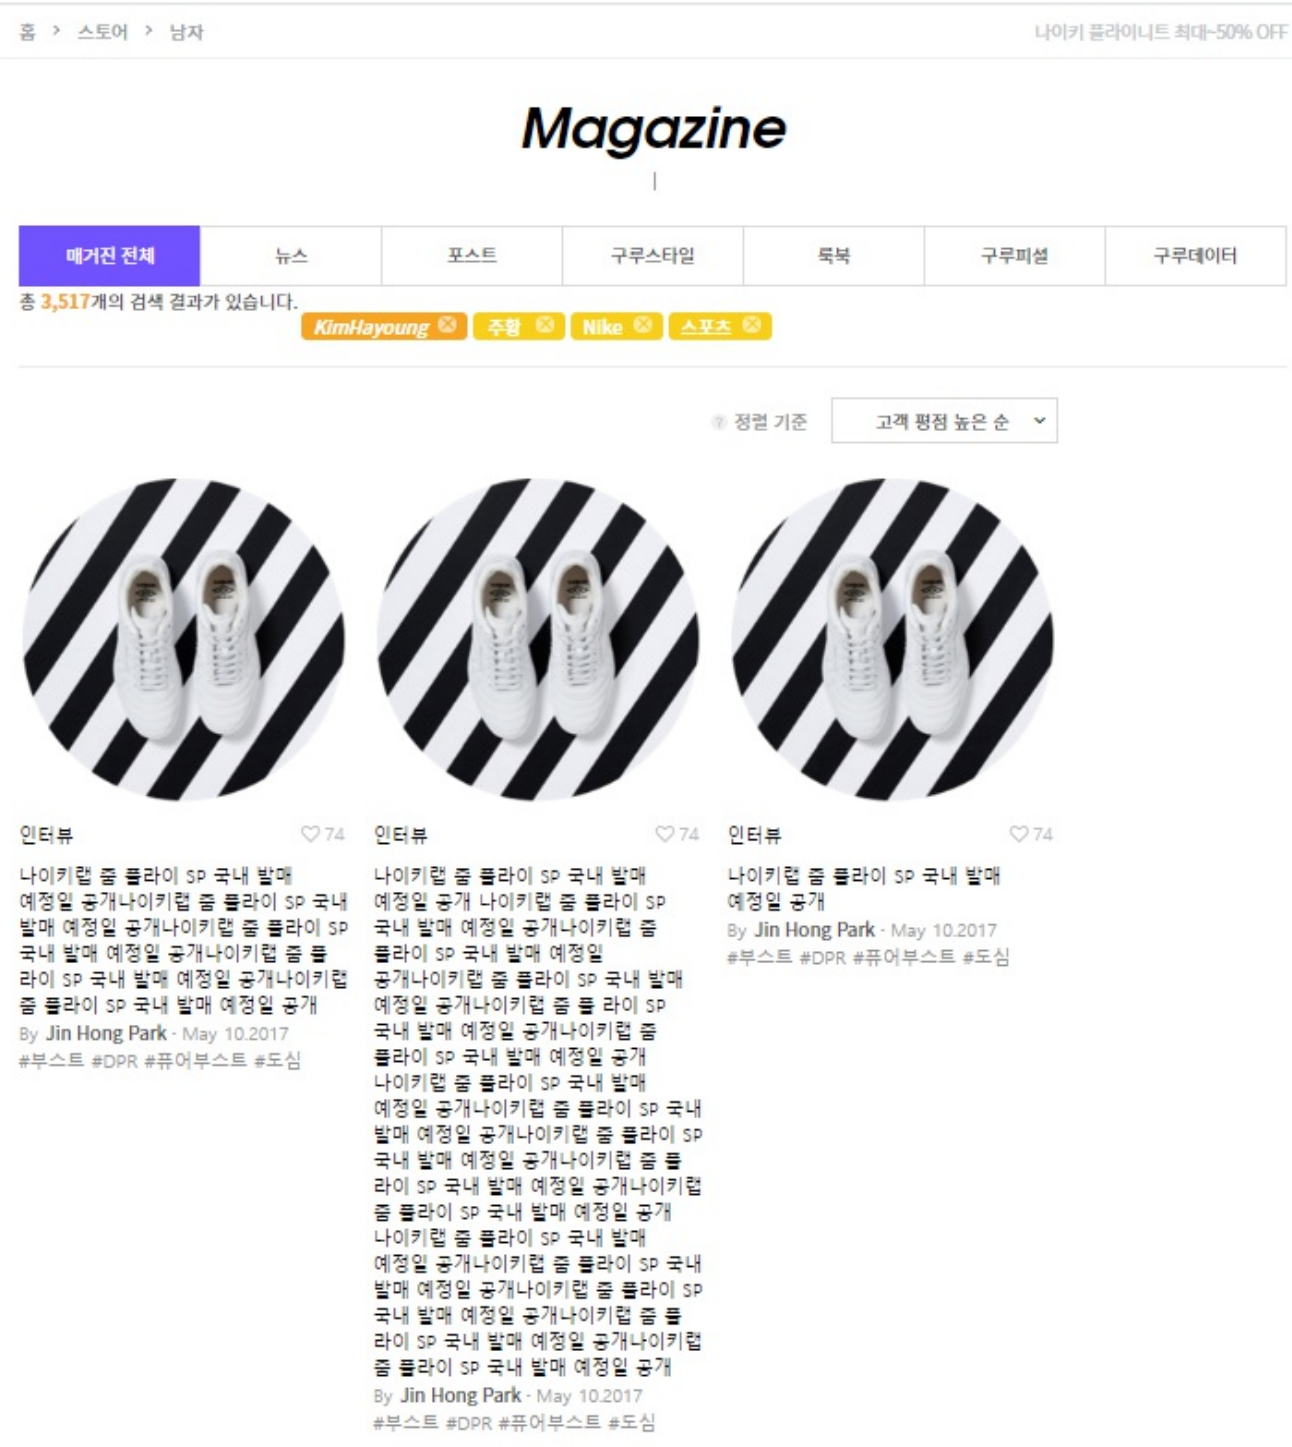 홈 > 스토어 > 남자
나이키 플라이니트 최대~50% OFF
Magazine
매거진 전체
뉴스
포스트
구루스타일
룩북
구루피셜
구루데이터
총 3,517개의 검색 결과가 있습니다.
KimHayoung
주황
Nike
스포츠
? 정렬 기준
고객 평점 높은 순
인터뷰
74
나이키랩 줌 플라이 SP 국내 발매
예정일 공개나이키랩 줌 플라이 SP 국내
발매 예정일 공개나이키랩 줌 플라이 SP
국내 발매 예정일 공개나이키랩 줌 플
라이 SP 국내 발매 예정일 공개나이키랩
줌 플라이 SP 국내 발매 예정일 공개
By Jin Hong Park · May 10.2017
#부스트 #DPR #퓨어부스트 #도심
인터뷰
74
나이키랩 줌 플라이 SP 국내 발매
예정일 공개 나이키랩 줌 플라이 SP
국내 발매 예정일 공개나이키랩 줌
플라이 SP 국내 발매 예정일
공개나이키랩 줌 플라이 SP 국내 발매
예정일 공개나이키랩 줌 플 라이 SP
국내 발매 예정일 공개나이키랩 줌
플라이 SP 국내 발매 예정일 공개
나이키랩 줌 플라이 SP 국내 발매
예정일 공개나이키랩 줌 플라이 SP 국내
발매 예정일 공개나이키랩 줌 플라이 SP
국내 발매 예정일 공개나이키랩 줌 플
라이 SP 국내 발매 예정일 공개나이키랩
줌 플라이 SP 국내 발매 예정일 공개
나이키랩 줌 플라이 SP 국내 발매
예정일 공개나이키랩 줌 플라이 SP 국내
발매 예정일 공개나이키랩 줌 플라이 SP
국내 발매 예정일 공개나이키랩 줌 플
라이 SP 국내 발매 예정일 공개나이키랩
줌 플라이 SP 국내 발매 예정일 공개
By Jin Hong Park · May 10.2017
#부스트 #DPR #퓨어부스트 #도심
인터뷰
74
나이키랩 줌 플라이 SP 국내 발매
예정일 공개
By Jin Hong Park · May 10.2017
#부스트 #DPR #퓨어부스트 #도심